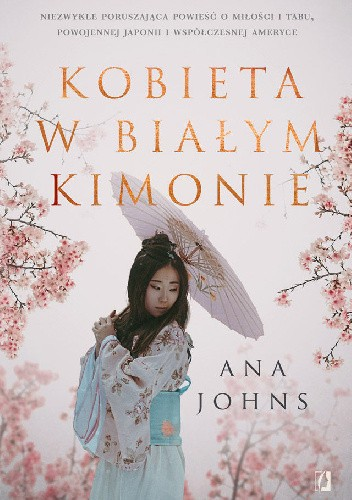 NIEZWYKLE PORUSZAJĄCA POWIEŚĆ O MIŁOŚCI I TABU,
POWOJENNEJ JAPONII I WSPÓŁCZESNEJ AMERYCE
KOBIETA
W BIAŁYM
KIMONIE
ANA
JOHNS